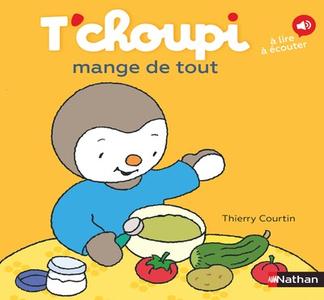 T'choupi
mange de tout
à lire
à écouter
Thierry Courtin
Nathan